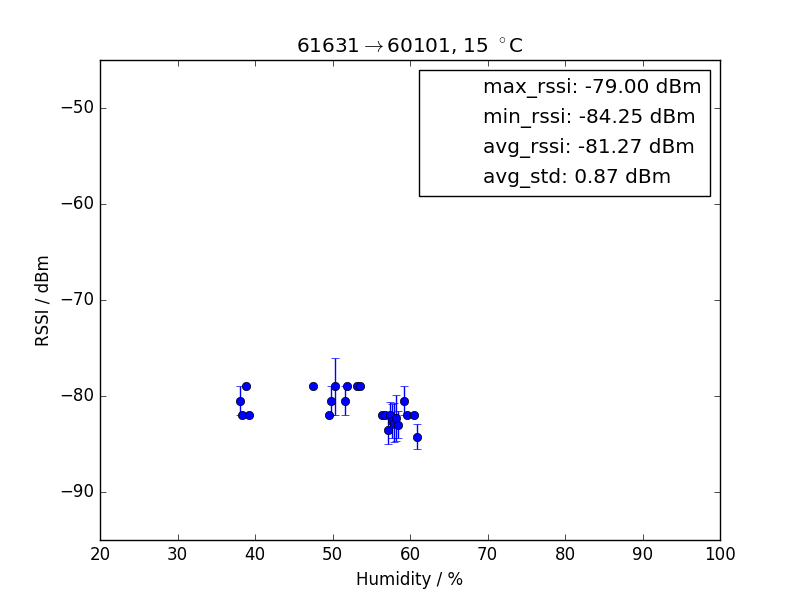 61631→60101, 15 °C
max_rssi: -79.00 dBm
min_rssi: -84.25 dBm
avg_rssi: -81.27 dBm
avg_std: 0.87 dBm
RSSI / dBm
−50
−60
−70
−80
−90
20 30 40 50 60 70 80 90 100
Humidity / %